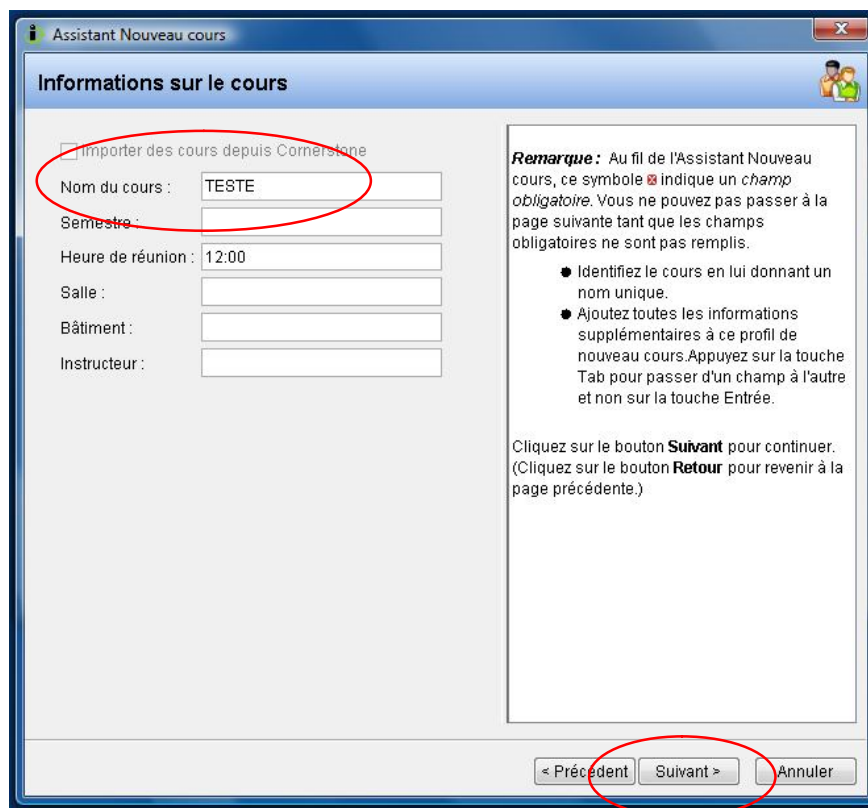 Assistant Nouveau cours
Informations sur le cours
Importer des cours depuis Cornerstone
Nom du cours : TESTE
Semestre :
Heure de réunion : 12:00
Salle :
Bâtiment :
Instructeur :
Remarque : Au fil de l'Assistant Nouveau
cours, ce symbole indique un champ
obligatoire. Vous ne pouvez pas passer à la
page suivante tant que les champs
obligatoires ne sont pas remplis.
Identifiez le cours en lui donnant un
nom unique.
Ajoutez toutes les informations
supplémentaires à ce profil de
nouveau cours.Appuyez sur la touche
Tab pour passer d'un champ à l'autre
et non sur la touche Entrée.
Cliquez sur le bouton Suivant pour continuer.
(Cliquez sur le bouton Retour pour revenir à la
page précédente.)
< Précédent Suivant > Annuler